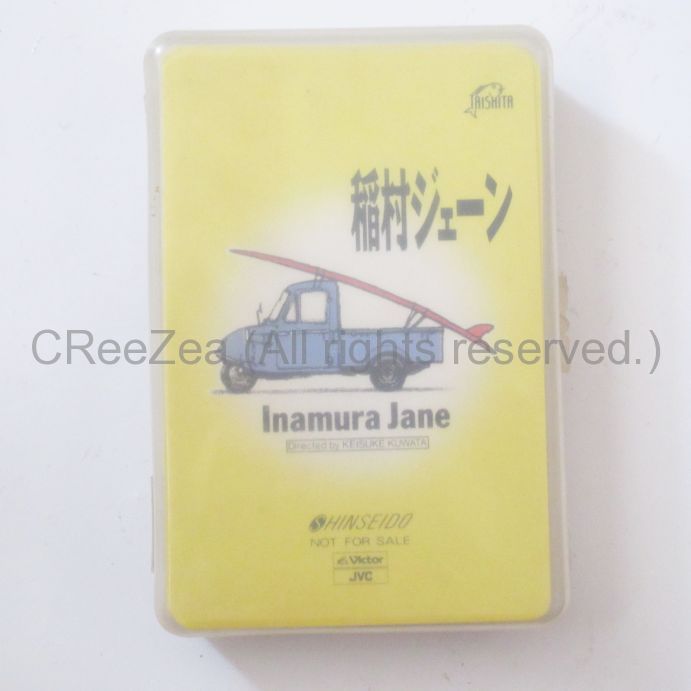 TAISHITA
稲村ジェーン
CReeZea (All rights reserved.)
Inamura Jane
Directed by KEISUKE KUWATA
SHINSEIDO
NOT FOR SALE
Victor
JVC